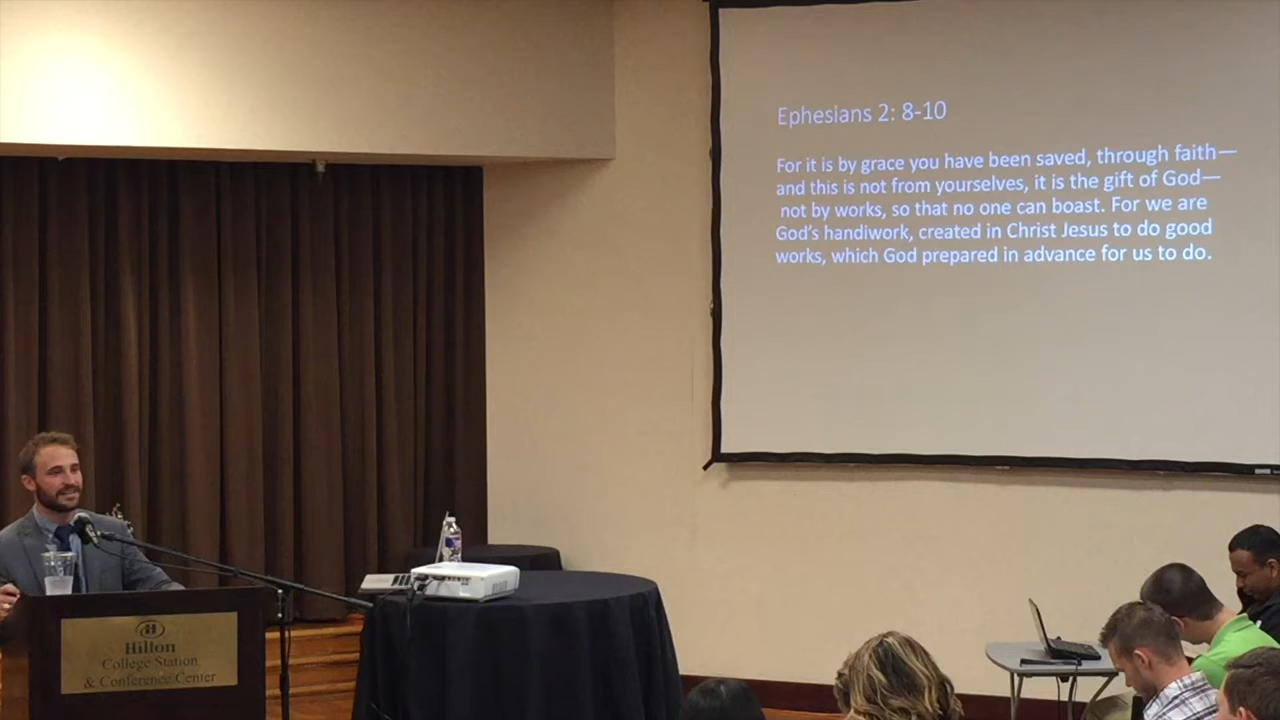 Ephesians 2: 8-10
For it is by grace you have been saved, through faith—
and this is not from yourselves, it is the gift of God—
not by works, so that no one can boast. For we are
God’s handiwork, created in Christ Jesus to do good
works, which God prepared in advance for us to do.
Hilton
College Station
& Conference Center